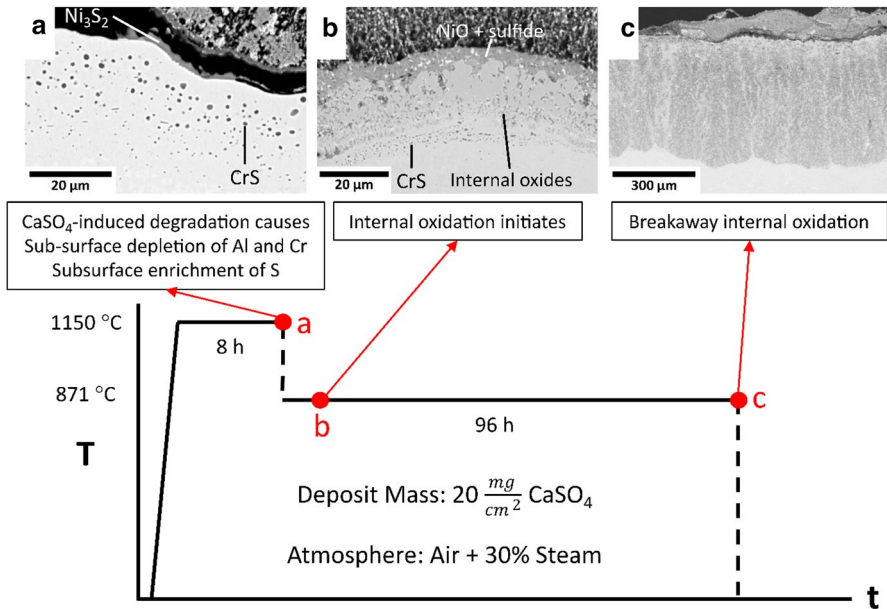 a
Ni₃S₂
CrS
20 μm
b
NiO + sulfide
CrS
Internal oxides
20 μm
c
300 μm
CaSO₄-induced degradation causes
Sub-surface depletion of Al and Cr
Subsurface enrichment of S
Internal oxidation initiates
Breakaway internal oxidation
1150 °C
a
8 h
871 °C
b
c
96 h
T
Deposit Mass: 20 mg/cm² CaSO₄
Atmosphere: Air + 30% Steam
t